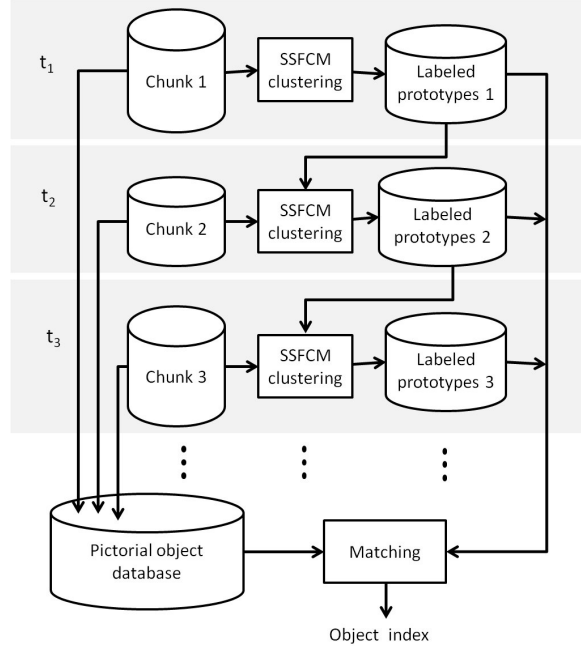 t1
Chunk 1
SSFCM
clustering
Labeled
prototypes 1
t2
Chunk 2
SSFCM
clustering
Labeled
prototypes 2
t3
Chunk 3
SSFCM
clustering
Labeled
prototypes 3
Pictorial object
database
Matching
Object index